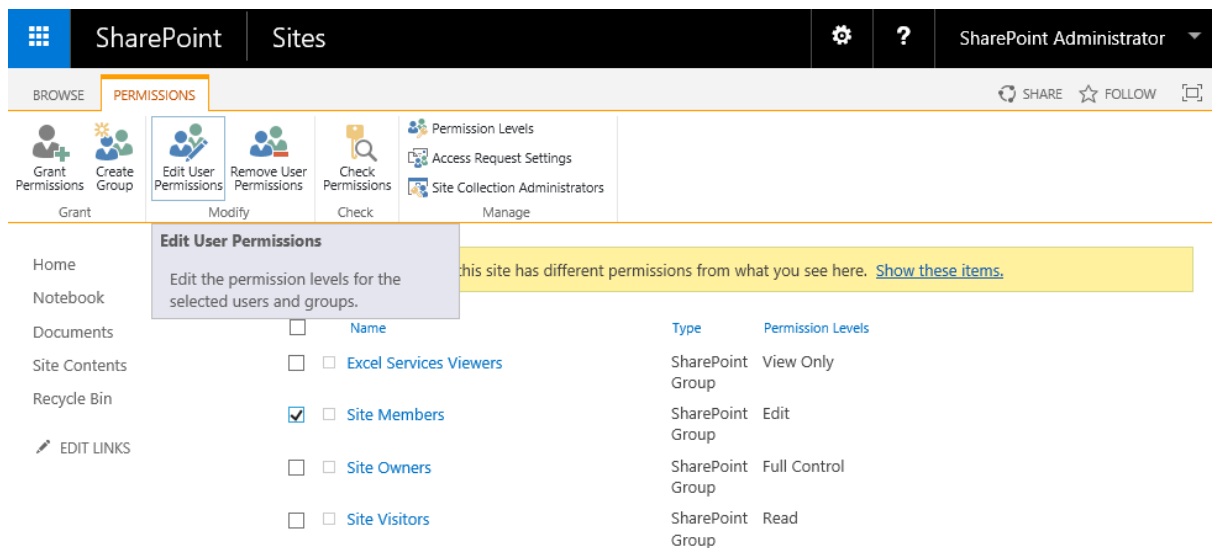 SharePoint Sites ? SharePoint Administrator
BROWSE PERMISSIONS SHARE FOLLOW
Grant Permissions
Create Group
Edit User Permissions
Remove User Permissions
Check Permissions
Permission Levels
Access Request Settings
Site Collection Administrators
Grant Modify Check Manage
Edit User Permissions
Edit the permission levels for the
selected users and groups.
this site has different permissions from what you see here. Show these items.
Home
Notebook
Documents
Site Contents
Recycle Bin
EDIT LINKS
Name Type Permission Levels
Excel Services Viewers SharePoint Group View Only
Site Members SharePoint Group Edit
Site Owners SharePoint Group Full Control
Site Visitors SharePoint Group Read